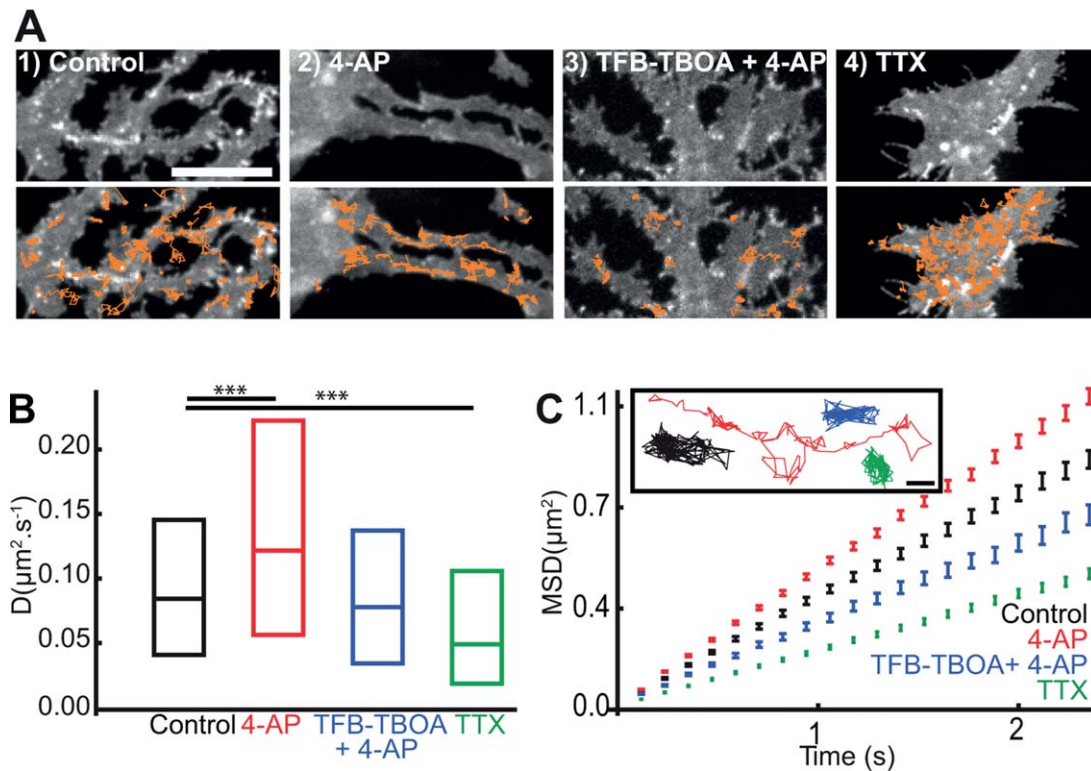 A
1) Control
2) 4-AP
3) TFB-TBOA + 4-AP
4) TTX
B
***
***
D(µm².s⁻¹)
0.20
0.15
0.10
0.05
0.00
Control
4-AP
TFB-TBOA
+ 4-AP
TTX
C
MSD(µm²)
1.1
0.7
0.4
0.0
1
2
Time (s)
Control
4-AP
TFB-TBOA+ 4-AP
TTX